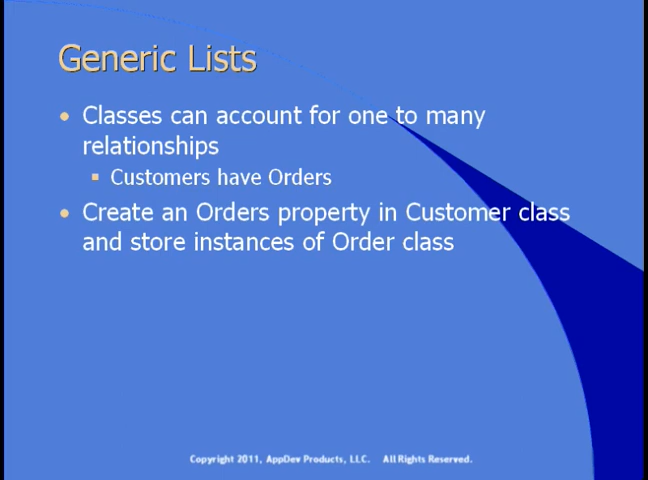 Generic Lists
• Classes can account for one to many
relationships
▪ Customers have Orders
• Create an Orders property in Customer class
and store instances of Order class
Copyright 2011, AppDev Products, LLC. All Rights Reserved.